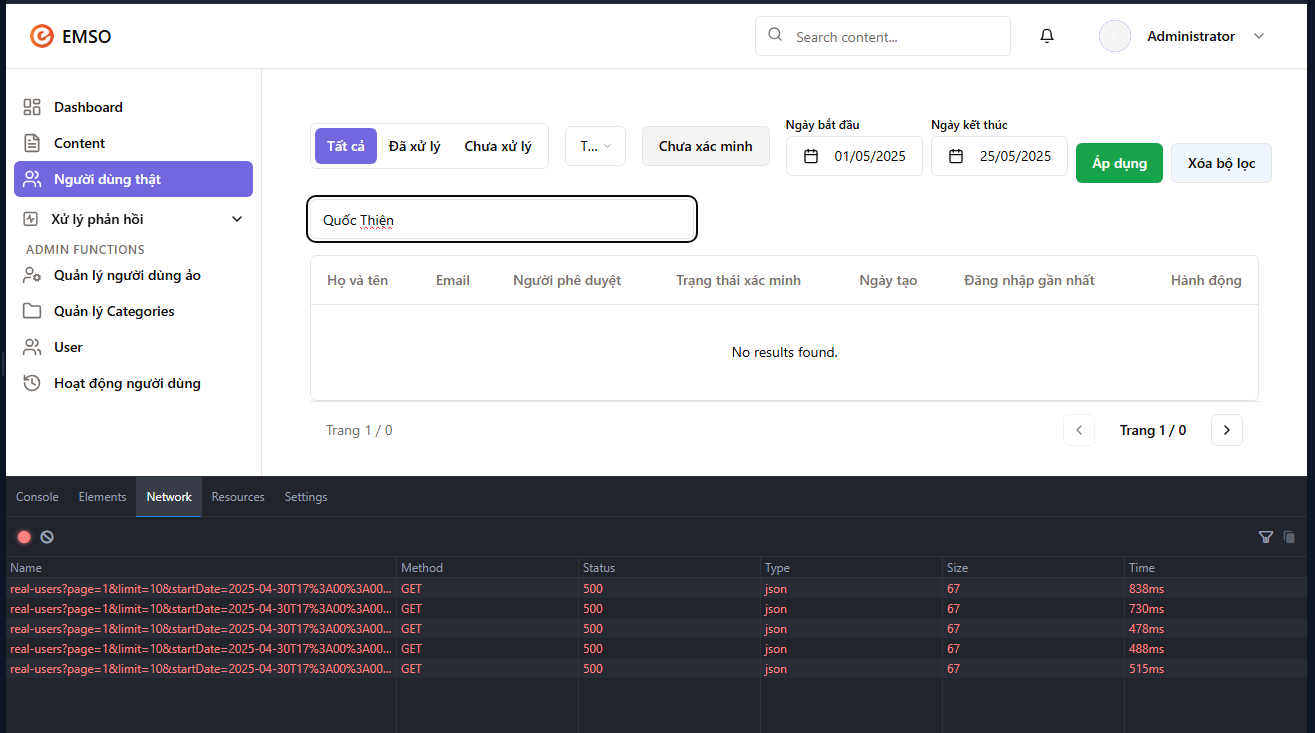 EMSO
Search content...
A
Administrator
Dashboard
Content
Người dùng thật
Xử lý phản hồi
ADMIN FUNCTIONS
Quản lý người dùng ảo
Quản lý Categories
User
Hoạt động người dùng
Ngày bắt đầu Ngày kết thúc
Tất cả Đã xử lý Chưa xử lý T... Chưa xác minh 01/05/2025 25/05/2025 Áp dụng Xóa bộ lọc
Quốc Thiện
Họ và tên Email Người phê duyệt Trạng thái xác minh Ngày tạo Đăng nhập gần nhất Hành động
No results found.
Trang 1 / 0 Trang 1 / 0
Console Elements Network Resources Settings
Name Method Status Type Size Time
real-users?page=1&limit=10&startDate=2025-04-30T17%3A00%3A00... GET 500 json 67 838ms
real-users?page=1&limit=10&startDate=2025-04-30T17%3A00%3A00... GET 500 json 67 730ms
real-users?page=1&limit=10&startDate=2025-04-30T17%3A00%3A00... GET 500 json 67 478ms
real-users?page=1&limit=10&startDate=2025-04-30T17%3A00%3A00... GET 500 json 67 488ms
real-users?page=1&limit=10&startDate=2025-04-30T17%3A00%3A00... GET 500 json 67 515ms